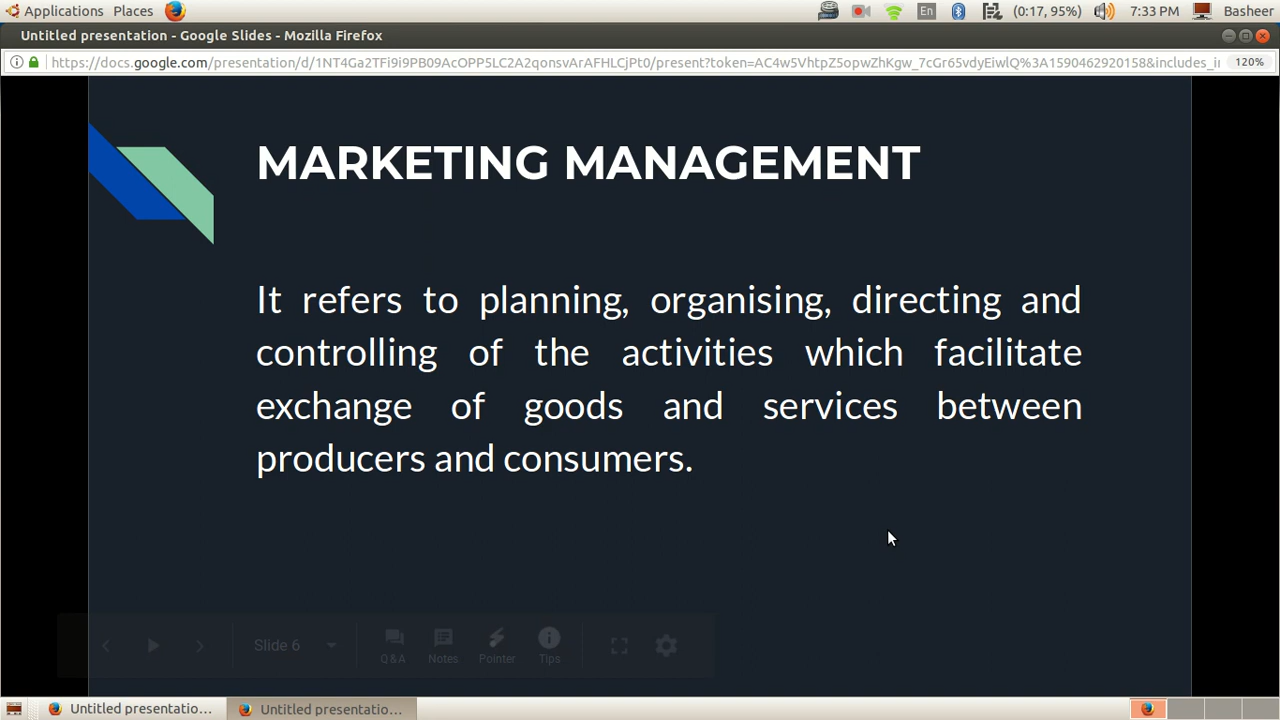 Applications Places En (0:17, 95%) 7:33 PM Basheer
Untitled presentation - Google Slides - Mozilla Firefox
https://docs.google.com/presentation/d/1NT4Ga2TFi9i9PB09AcOPP5LC2A2qonsvArAFHLCjPt0/present?token=AC4w5VhtpZ5opwZhKgw_7cGr65vdyEiwlQ%3A1590462920158&includes_i 120%
MARKETING MANAGEMENT
It refers to planning, organising, directing and
controlling of the activities which facilitate
exchange of goods and services between
producers and consumers.
Slide 6
Q&A Notes Pointer Tips
Untitled presentatio... Untitled presentatio...